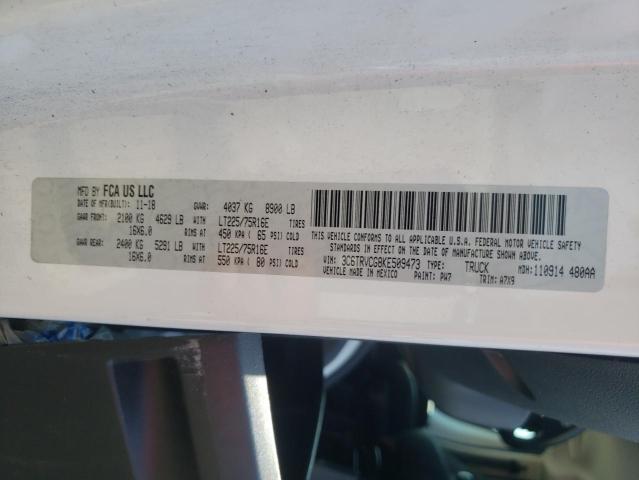 MFD BY FCA US LLC
DATE OF MFR(BUILT): 11-18 GVWR: 4037 KG 8900 LB
GAWR FRONT: 2100 KG 4629 LB WITH LT225/75R16E TIRES
16X6.0 RIMS AT 450 KPA ( 65 PSI) COLD
GAWR REAR: 2400 KG 5291 LB WITH LT225/75R16E TIRES
16X6.0 RIMS AT 550 KPA ( 80 PSI) COLD
THIS VEHICLE CONFORMS TO ALL APPLICABLE U.S.A. FEDERAL MOTOR VEHICLE SAFETY
STANDARDS IN EFFECT ON THE DATE OF MANUFACTURE SHOWN ABOVE.
VIN: 3C6TRVCG8KE509473 TYPE: TRUCK MDH: 110914 480AA
VEHICLE MADE IN MEXICO PAINT: PW7 TRIM: A7X9